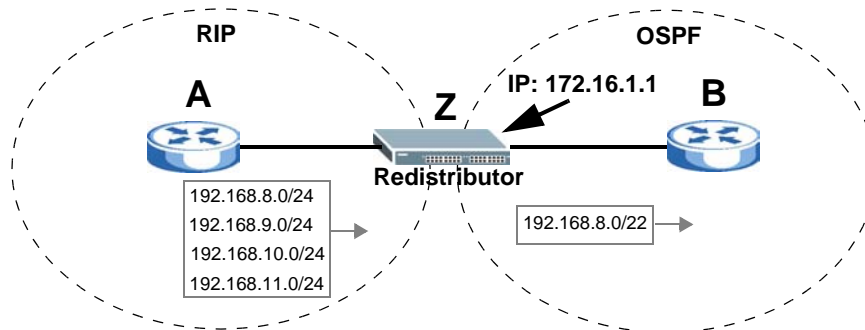 RIP
OSPF
IP: 172.16.1.1
A
Z
B
Redistributor
192.168.8.0/24
192.168.9.0/24
192.168.10.0/24
192.168.11.0/24
192.168.8.0/22